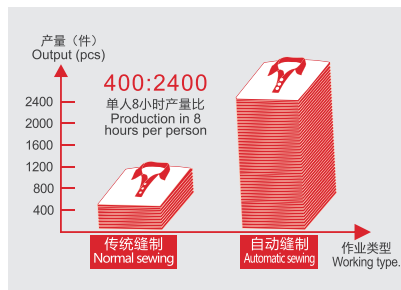 产量（件）
Output (pcs)
400:2400
单人8小时产量比
Production in 8
hours per person
2400
2000
1600
1200
800
400
传统缝制
Normal sewing
自动缝制
Automatic sewing
作业类型
Working type.